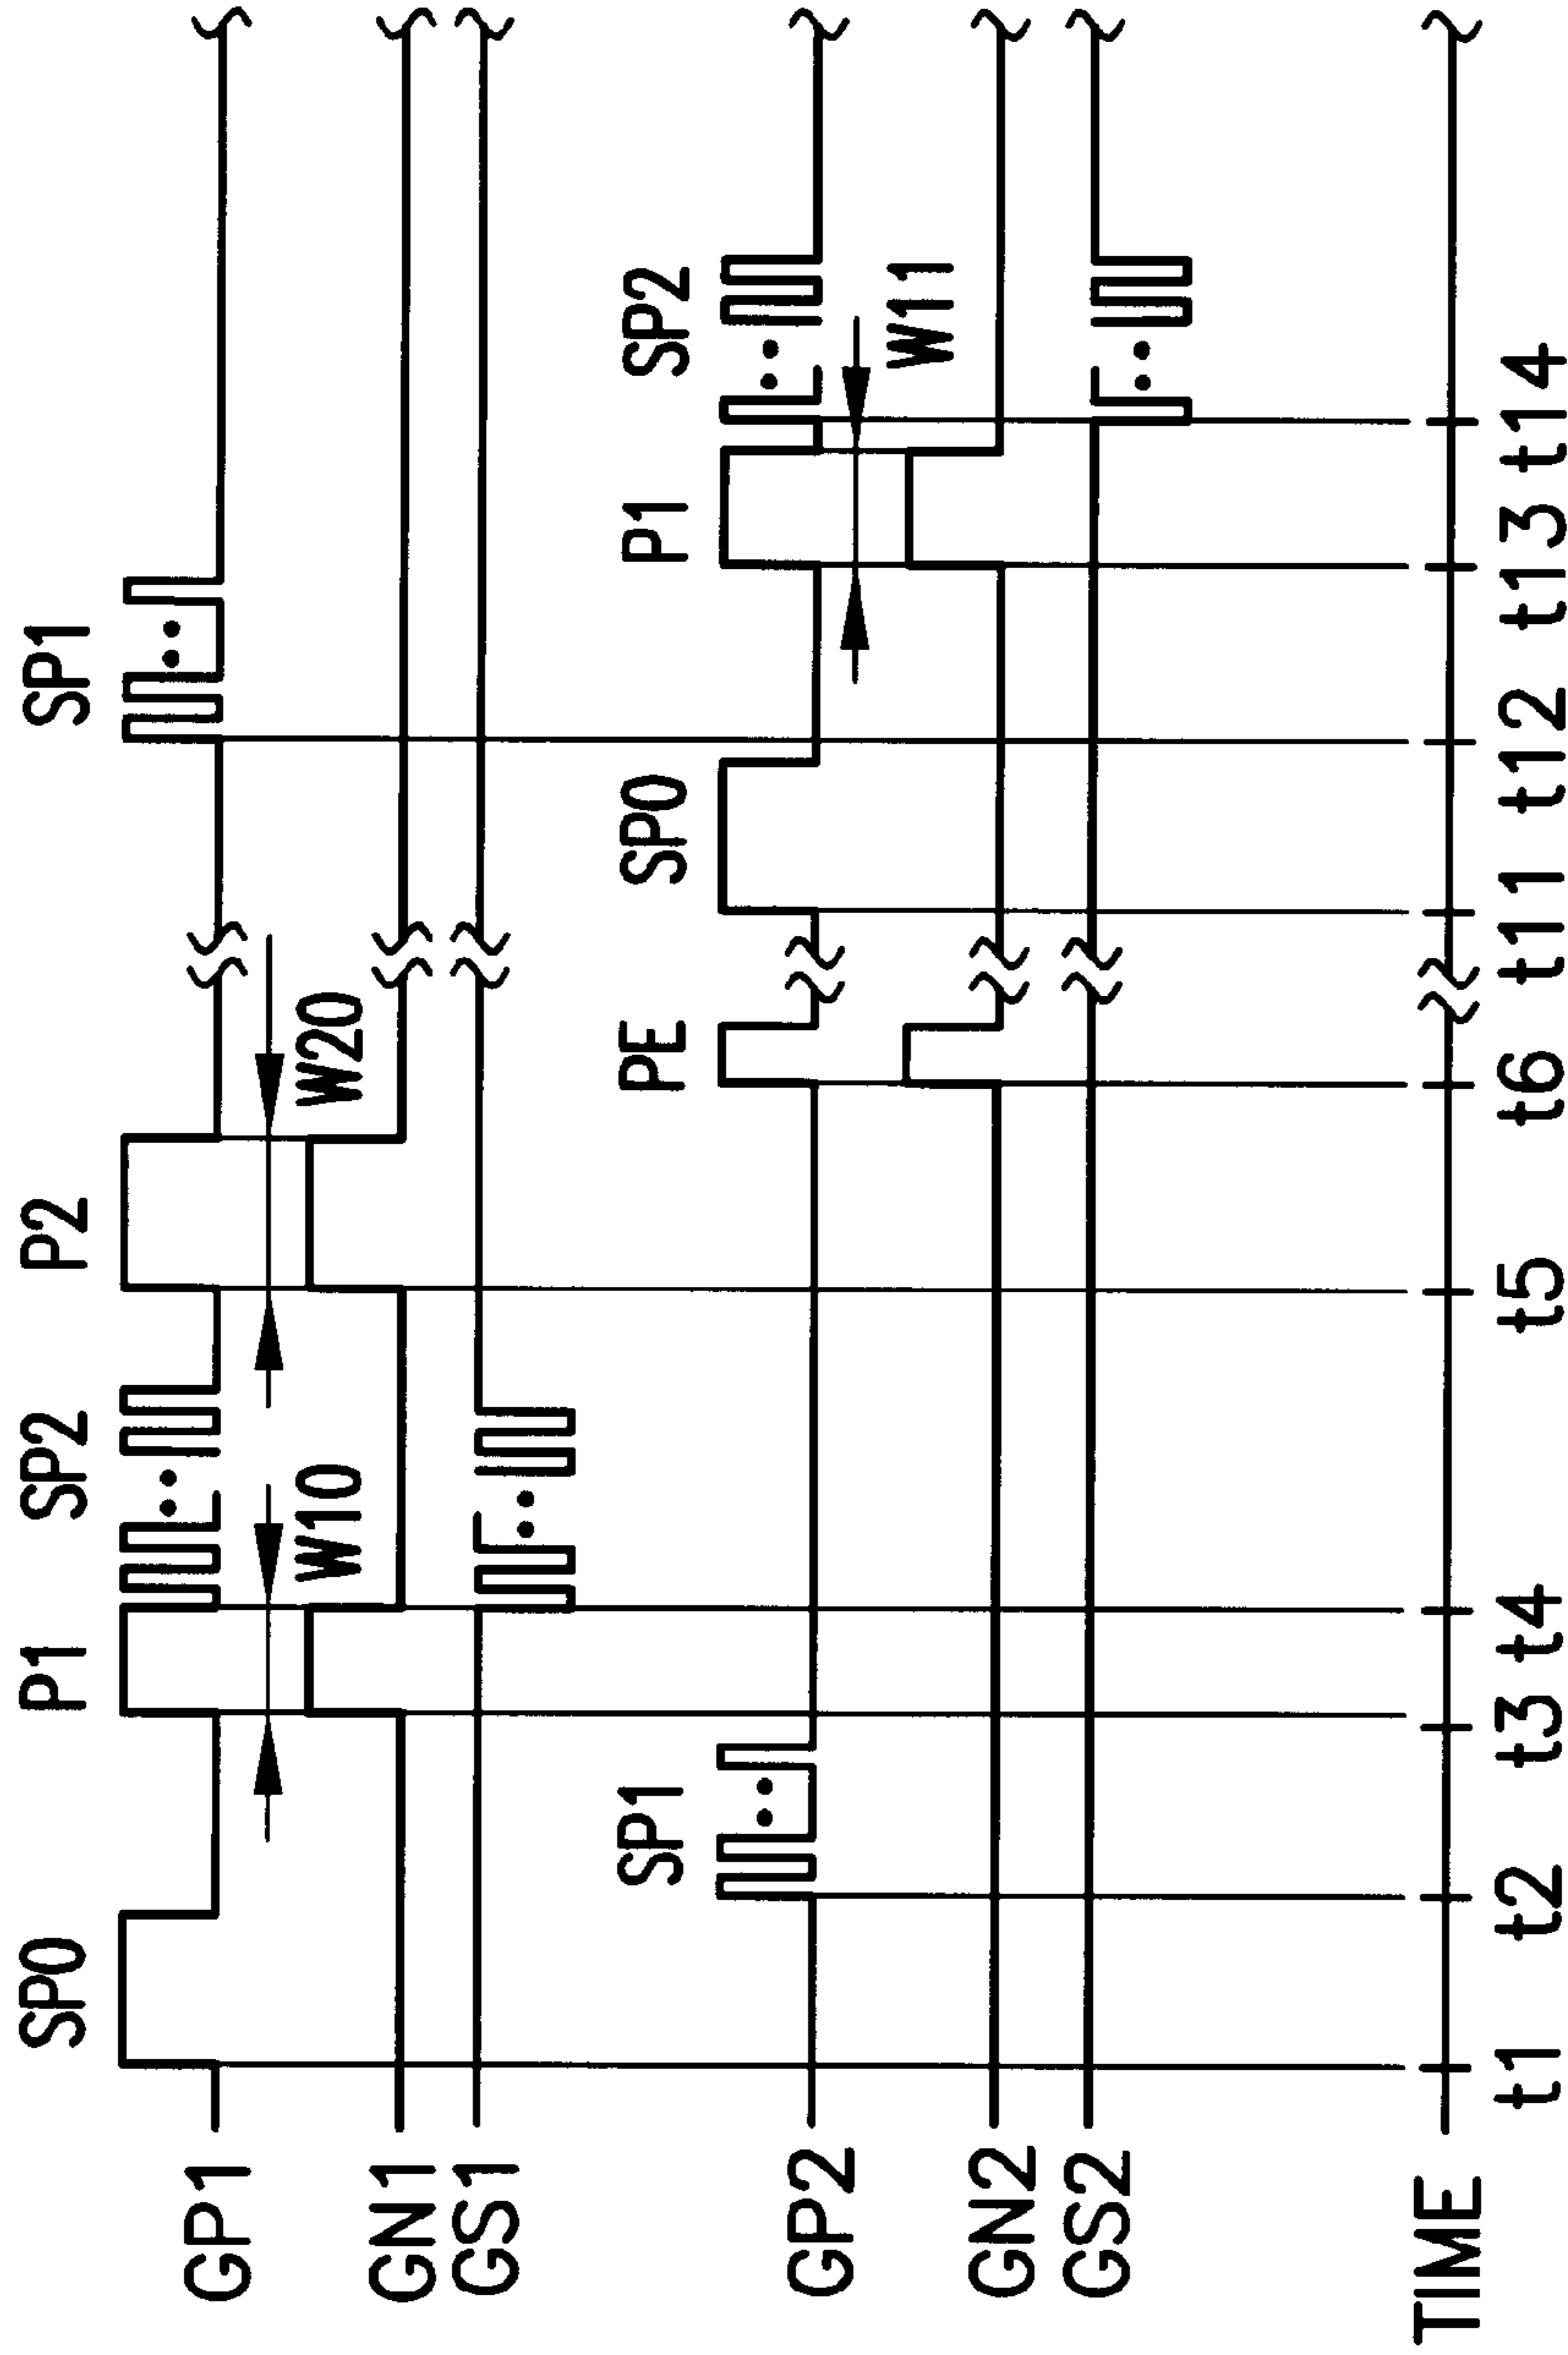 SP0 P1 SP2 P2 SP1
GP1
W10 W20
GN1
GS1
SP1 PE SP0 P1 SP2
GP2
W11
GN2
GS2
TIME
t1 t2 t3 t4 t5 t6 t11 t12 t13 t14